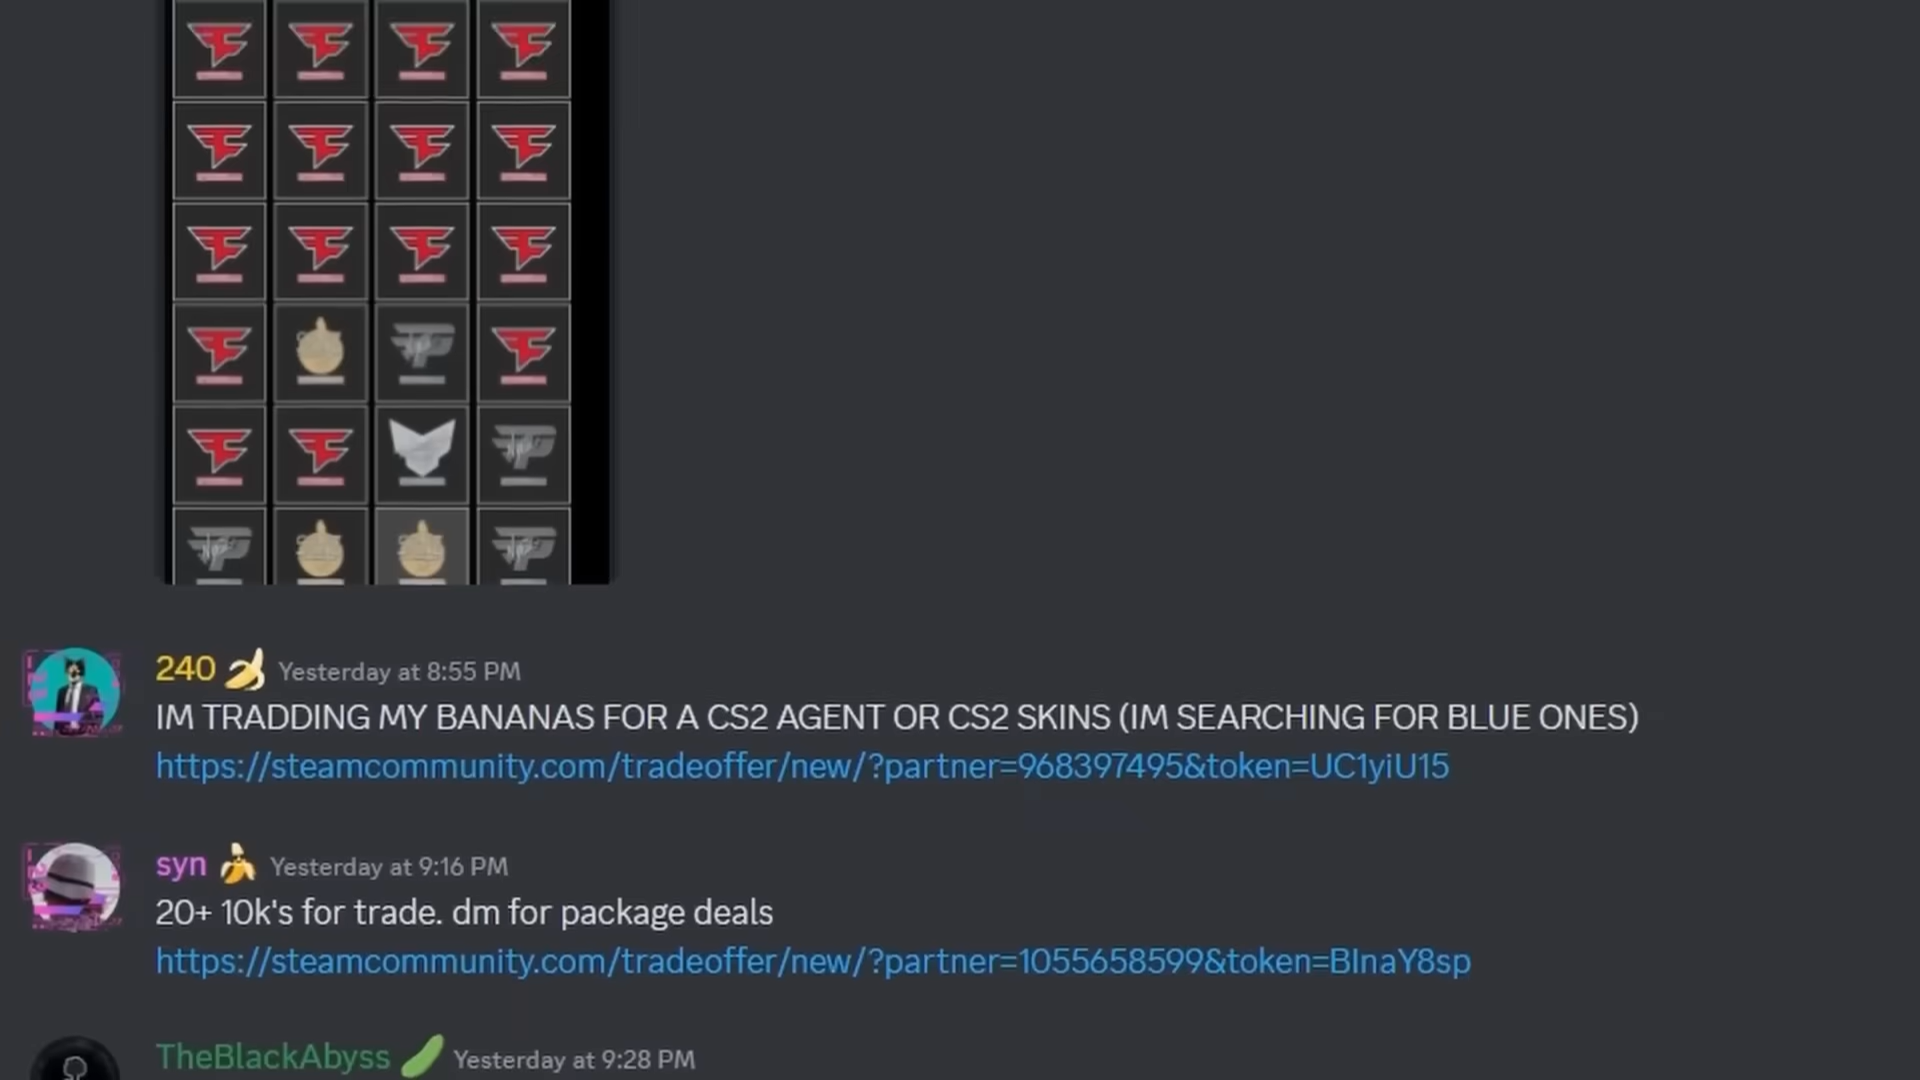 240 🍌 Yesterday at 8:55 PM
IM TRADDING MY BANANAS FOR A CS2 AGENT OR CS2 SKINS (IM SEARCHING FOR BLUE ONES)
https://steamcommunity.com/tradeoffer/new/?partner=968397495&token=UC1yiU15
syn 🍌 Yesterday at 9:16 PM
20+ 10k's for trade. dm for package deals
https://steamcommunity.com/tradeoffer/new/?partner=1055658599&token=BInaY8sp
TheBlackAbyss 🥒 Yesterday at 9:28 PM